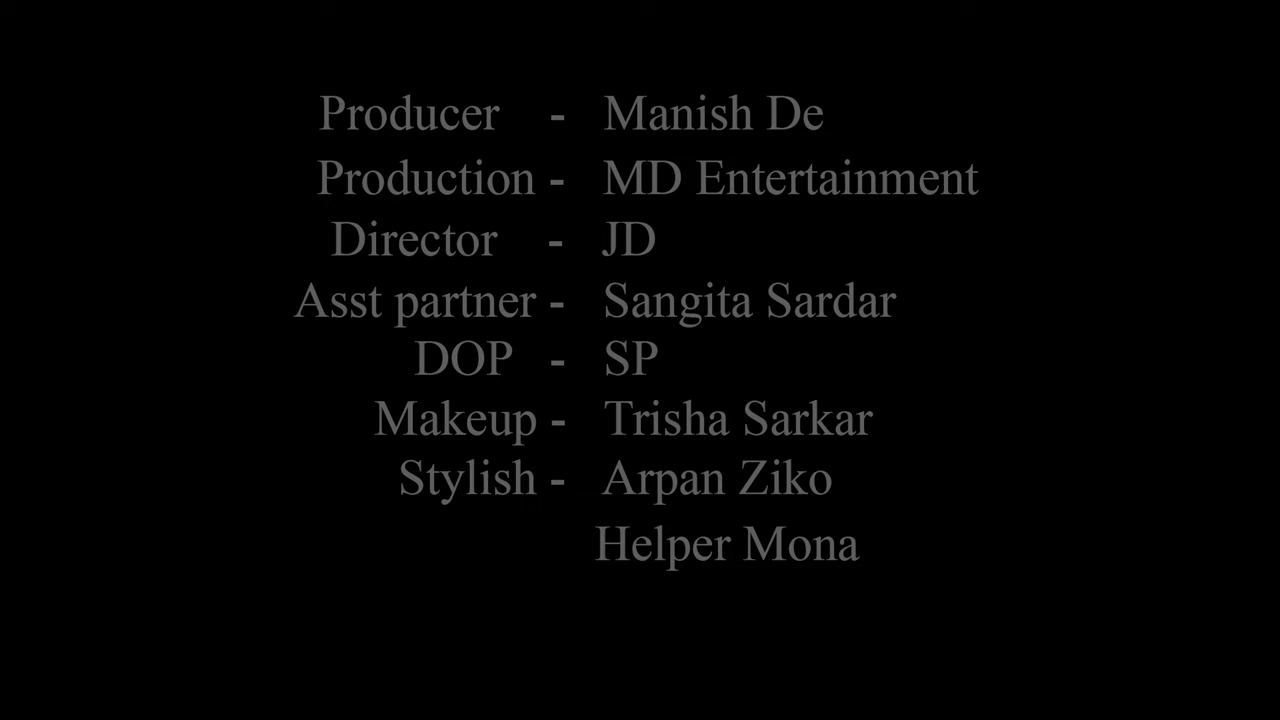 Producer - Manish De
Production - MD Entertainment
Director - JD
Asst partner - Sangita Sardar
DOP - SP
Makeup - Trisha Sarkar
Stylish - Arpan Ziko
Helper Mona